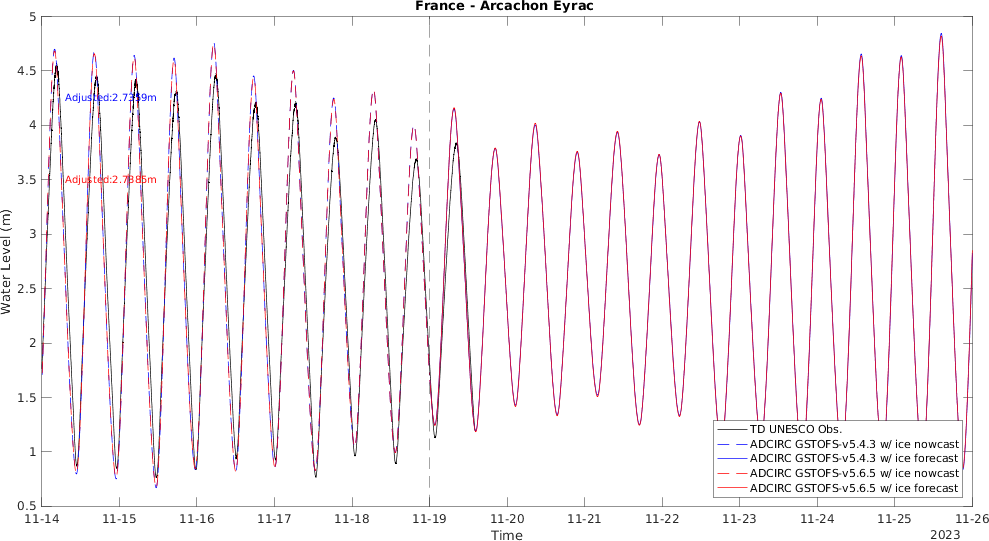 France - Arcachon Eyrac
Water Level (m)
5
4.5
4
3.5
3
2.5
2
1.5
1
0.5
Adjusted:2.7359m
Adjusted:2.7385m
TD UNESCO Obs.
ADCIRC GSTOFS-v5.4.3 w/ ice nowcast
ADCIRC GSTOFS-v5.4.3 w/ ice forecast
ADCIRC GSTOFS-v5.6.5 w/ ice nowcast
ADCIRC GSTOFS-v5.6.5 w/ ice forecast
11-14 11-15 11-16 11-17 11-18 11-19 11-20 11-21 11-22 11-23 11-24 11-25 11-26
Time
2023